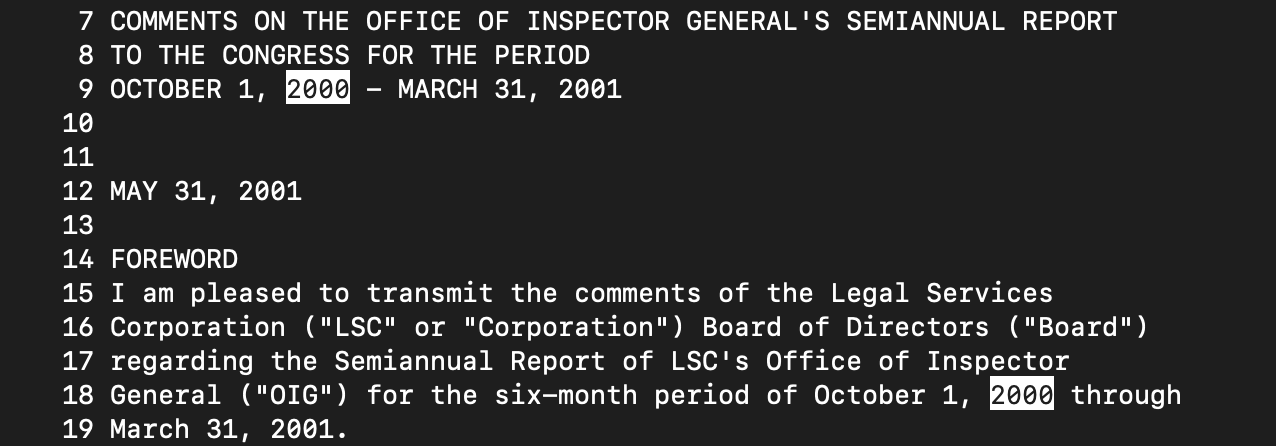 7 COMMENTS ON THE OFFICE OF INSPECTOR GENERAL'S SEMIANNUAL REPORT
8 TO THE CONGRESS FOR THE PERIOD
9 OCTOBER 1, 2000 – MARCH 31, 2001
10
11
12 MAY 31, 2001
13
14 FOREWORD
15 I am pleased to transmit the comments of the Legal Services
16 Corporation ("LSC" or "Corporation") Board of Directors ("Board")
17 regarding the Semiannual Report of LSC's Office of Inspector
18 General ("OIG") for the six–month period of October 1, 2000 through
19 March 31, 2001.